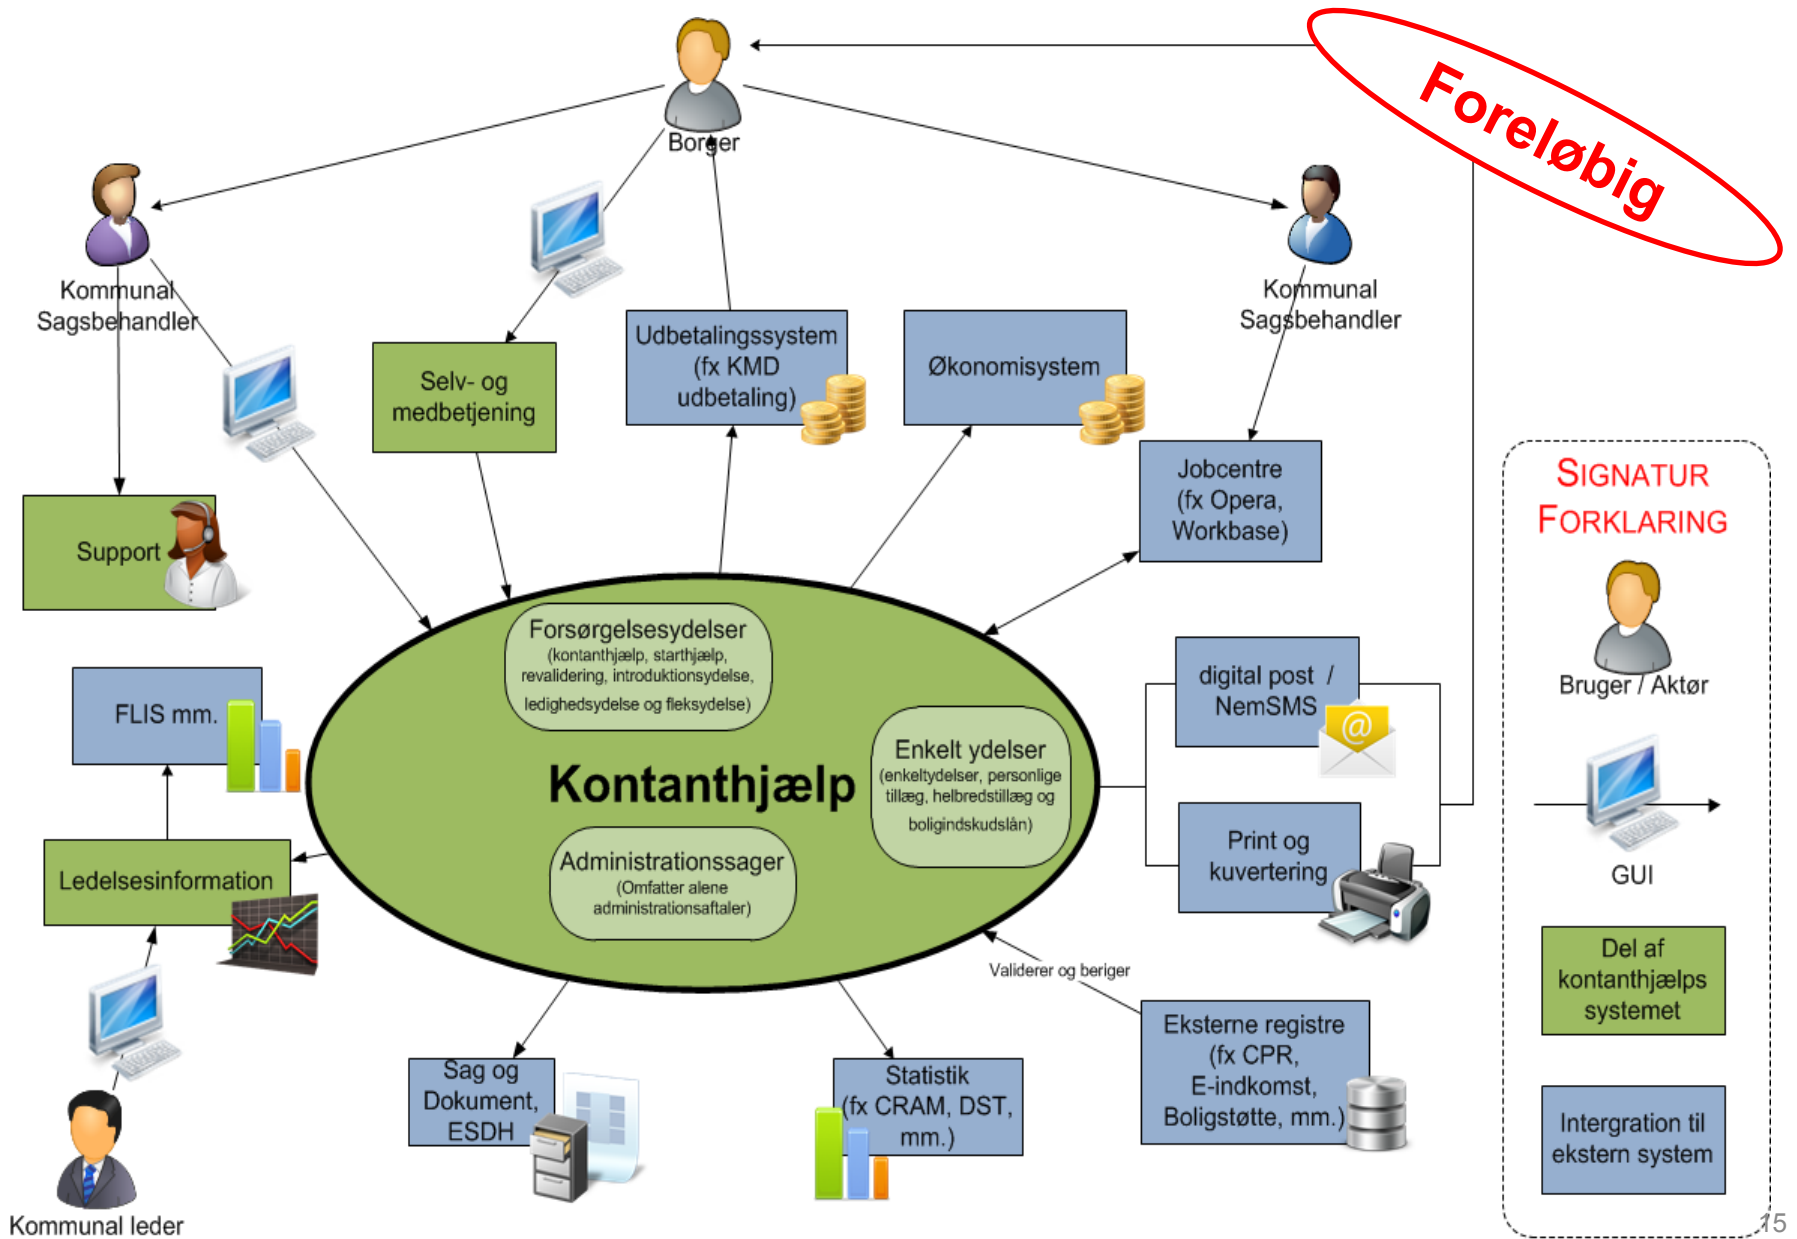 Foreløbig
Borger
Kommunal
Sagsbehandler
Kommunal
Sagsbehandler
Selv- og
medbetjening
Udbetalingssystem
(fx KMD
udbetaling)
Økonomisystem
Jobcentre
(fx Opera,
Workbase)
Support
FLIS mm.
Ledelsesinformation
Kommunal leder
Forsørgelsesydelser
(kontanthjælp, starthjælp,
revalidering, introduktionsydelse,
ledighedsydelse og fleksydelse)
Kontanthjælp
Enkelt ydelser
(enkeltydelser, personlige
tillæg, helbredstillæg og
boligindskudslån)
Administrationssager
(Omfatter alene
administrationsaftaler)
digital post /
NemSMS
Print og
kuvertering
Validerer og beriger
Eksterne registre
(fx CPR,
E-indkomst,
Boligstøtte, mm.)
Sag og
Dokument,
ESDH
Statistik
(fx CRAM, DST,
mm.)
SIGNATUR
FORKLARING
Bruger / Aktør
GUI
Del af
kontanthjælps
systemet
Intergration til
ekstern system
15